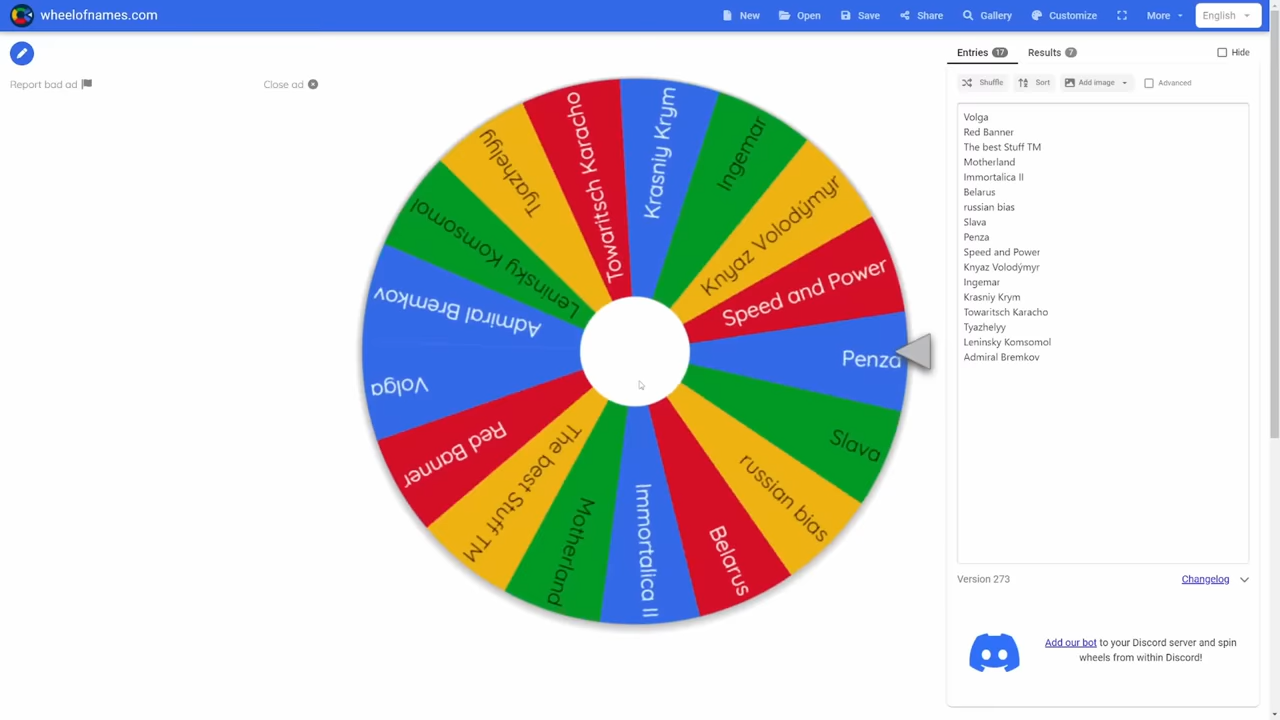 wheelofnames.com
New
Open
Save
Share
Gallery
Customize
More
English
Report bad ad
Close ad
Krasniy Krym
Ingemar
Knyaz Volodýmyr
Speed and Power
Penza
Slava
russian bias
Belarus
Immortalica II
Motherland
The best Stuff TM
Red Banner
Volga
Admiral Bremkov
Leninsky Komsomol
Tyazhelyy
Towaritsch Karacho
Entries 17
Results 7
Hide
Shuffle
Sort
Add image
Advanced
Volga
Red Banner
The best Stuff TM
Motherland
Immortalica II
Belarus
russian bias
Slava
Penza
Speed and Power
Knyaz Volodýmyr
Ingemar
Krasniy Krym
Towaritsch Karacho
Tyazhelyy
Leninsky Komsomol
Admiral Bremkov
Version 273
Changelog
Add our bot to your Discord server and spin
wheels from within Discord!